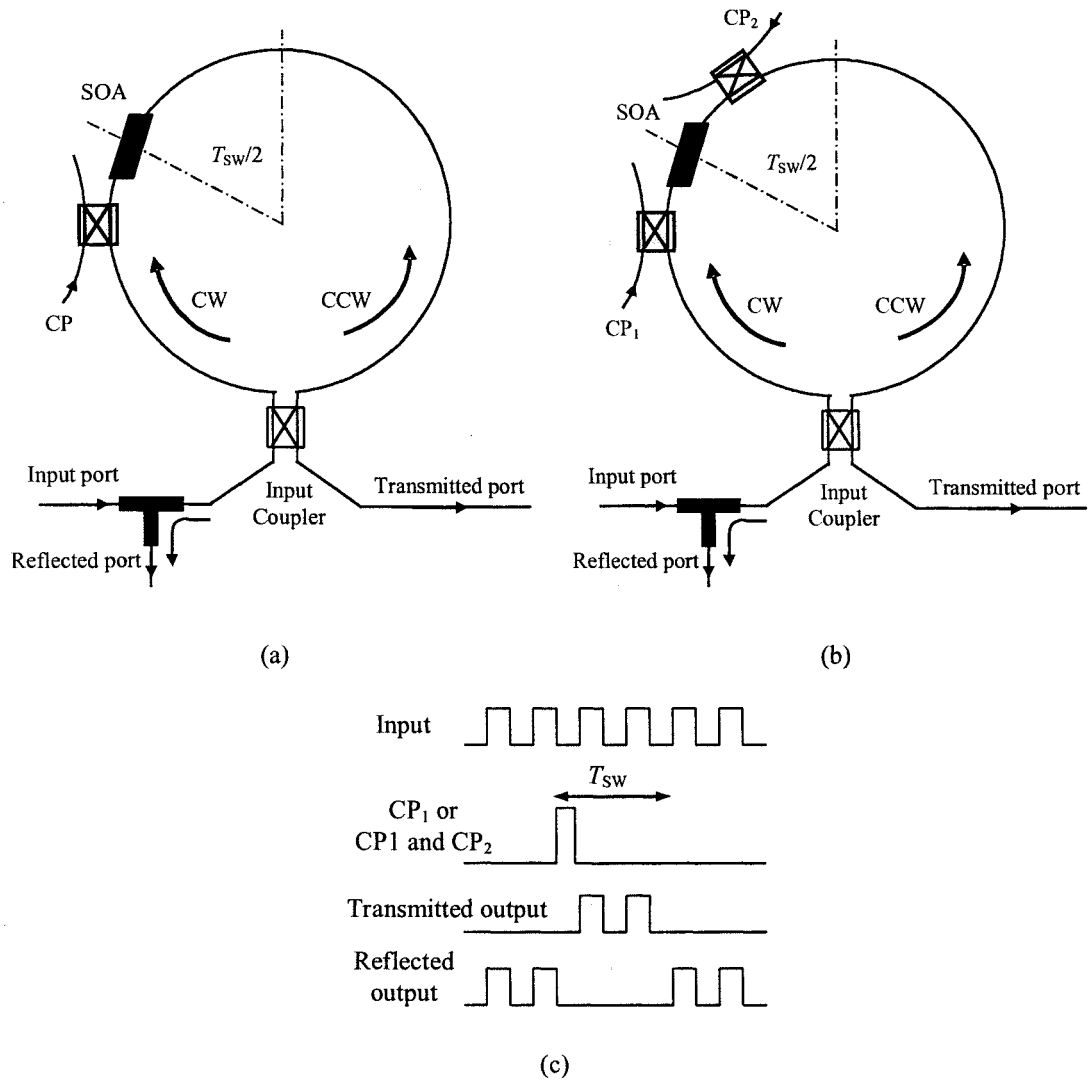 SOA
T_SW/2
CP
CW
CCW
Input port
Input
Coupler
Transmitted port
Reflected port
(a)
CP₂
SOA
T_SW/2
CP₁
CW
CCW
Input port
Input
Coupler
Transmitted port
Reflected port
(b)
Input
T_SW
CP₁ or
CP1 and CP₂
Transmitted output
Reflected
output
(c)